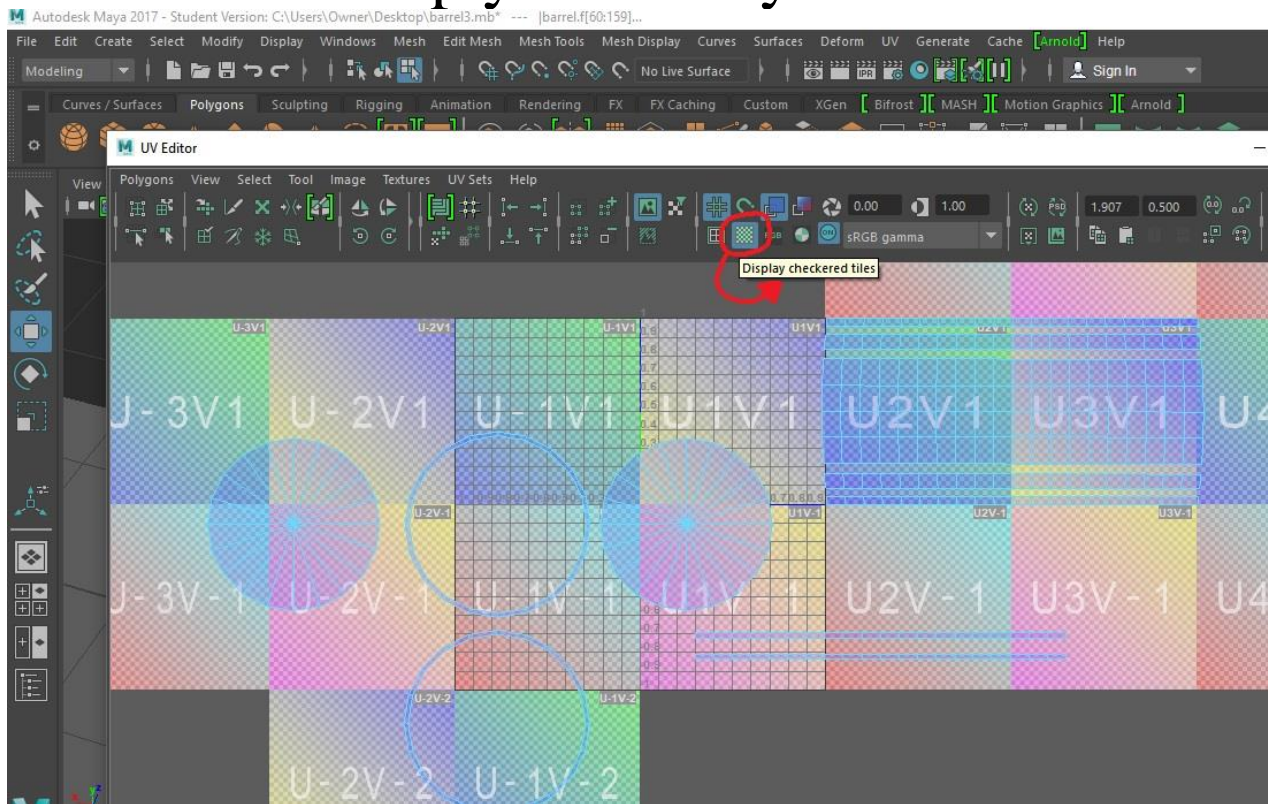 Autodesk Maya 2017 - Student Version: C:\Users\Owner\Desktop\barrel3.mb* --- |barrel.f[60:159]...
File Edit Create Select Modify Display Windows Mesh Edit Mesh Mesh Tools Mesh Display Curves Surfaces Deform UV Generate Cache [Arnold] Help
Modeling No Live Surface IPR Sign In
Curves / Surfaces Polygons Sculpting Rigging Animation Rendering FX FX Caching Custom XGen [ Bifrost ][ MASH ][ Motion Graphics ][ Arnold ]
UV Editor
View
Polygons View Select Tool Image Textures UV Sets Help
0.00 1.00 PSD 1.907 0.500
RGB ON sRGB gamma
Display checkered tiles
U-3V1 U-2V1 U-1V1 U1V1 U2V1 U3V1
J-3V1 U-2V1 U-1V1 U1V1 U2V1 U3V1 U4
U-2V-1 U1V-1 U2V-1 U3V-1
J-3V-1 U-2V-1 U-1V-1 U1V-1 U2V-1 U3V-1 U4
U-2V-2 U-1V-2
U-2V-2 U-1V-2